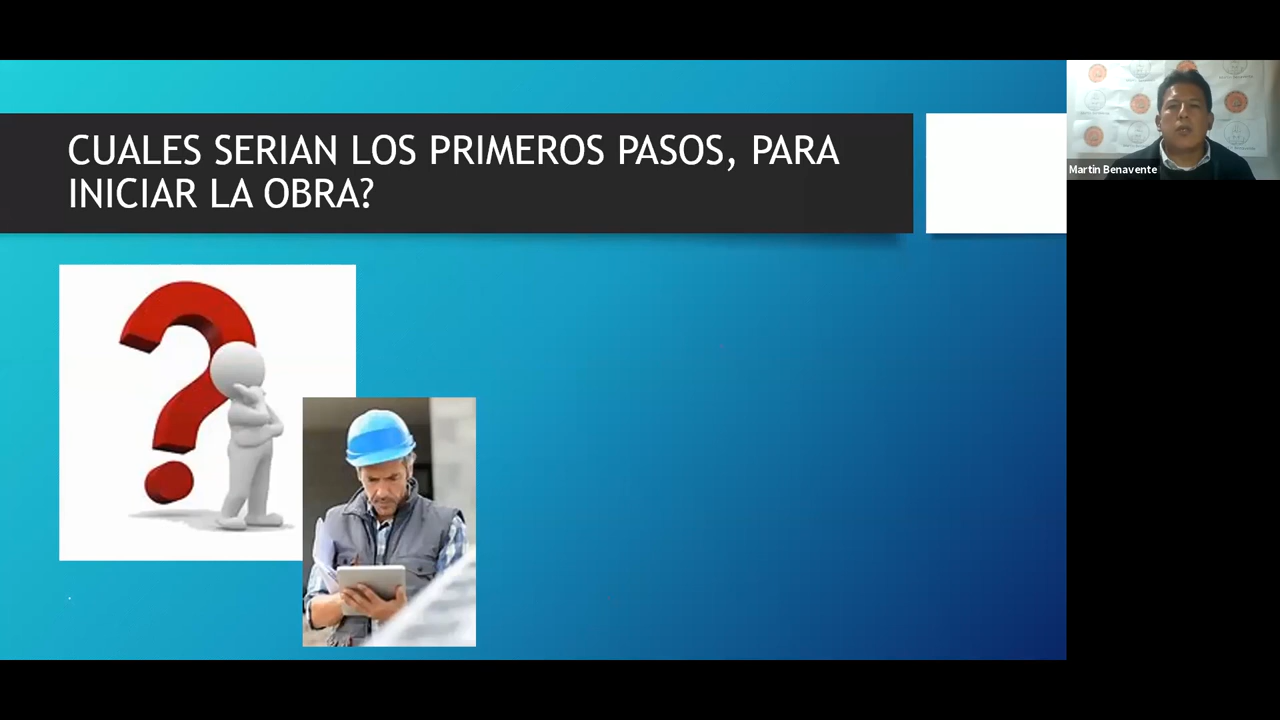 CUALES SERIAN LOS PRIMEROS PASOS, PARA
INICIAR LA OBRA?
Martin Benavente